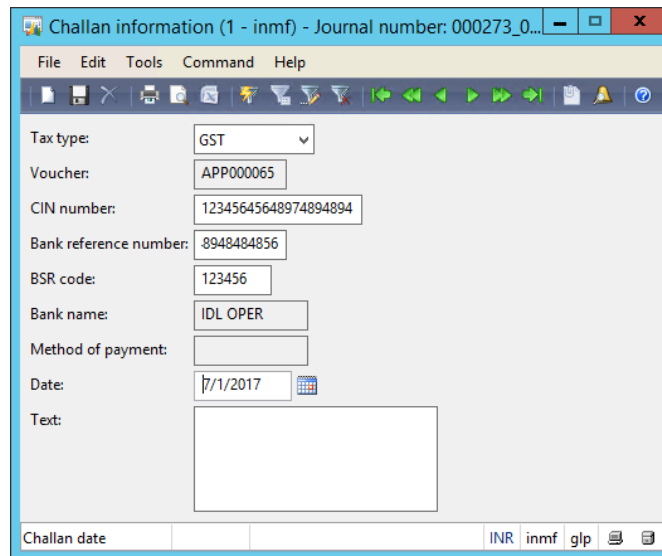 Challan information (1 - inmf) - Journal number: 000273_0...
File Edit Tools Command Help
Tax type: GST
Voucher: APP000065
CIN number: 12345645648974894894
Bank reference number: 8948484856
BSR code: 123456
Bank name: IDL OPER
Method of payment:
Date: 7/1/2017
Text:
Challan date INR inmf glp